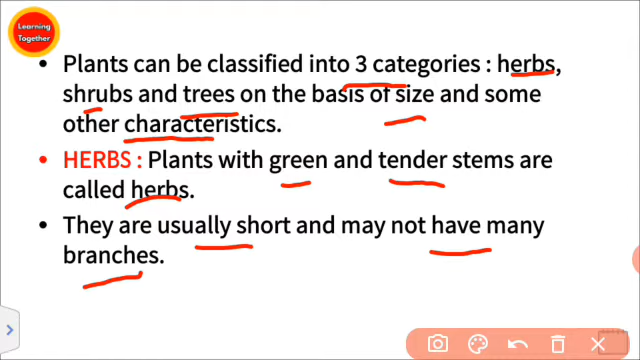 Learning
Together
• Plants can be classified into 3 categories : herbs,
shrubs and trees on the basis of size and some
other characteristics.
• HERBS : Plants with green and tender stems are
called herbs.
• They are usually short and may not have many
branches.